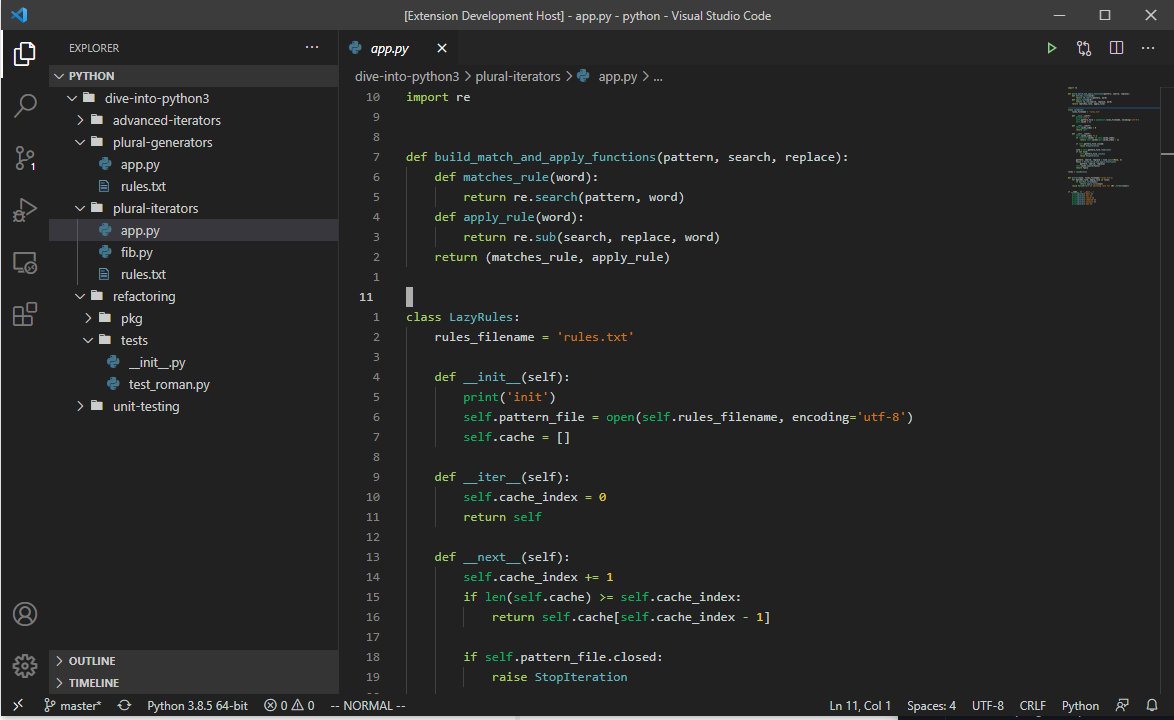 [Extension Development Host] - app.py - python - Visual Studio Code
EXPLORER
PYTHON
dive-into-python3
advanced-iterators
plural-generators
app.py
rules.txt
plural-iterators
app.py
fib.py
rules.txt
refactoring
pkg
tests
__init__.py
test_roman.py
unit-testing
OUTLINE
TIMELINE
1
app.py
dive-into-python3 > plural-iterators > app.py > ...
10 import re
9
8
7 def build_match_and_apply_functions(pattern, search, replace):
6 def matches_rule(word):
5 return re.search(pattern, word)
4 def apply_rule(word):
3 return re.sub(search, replace, word)
2 return (matches_rule, apply_rule)
1
11
1 class LazyRules:
2 rules_filename = 'rules.txt'
3
4 def __init__(self):
5 print('init')
6 self.pattern_file = open(self.rules_filename, encoding='utf-8')
7 self.cache = []
8
9 def __iter__(self):
10 self.cache_index = 0
11 return self
12
13 def __next__(self):
14 self.cache_index += 1
15 if len(self.cache) >= self.cache_index:
16 return self.cache[self.cache_index - 1]
17
18 if self.pattern_file.closed:
19 raise StopIteration
master* Python 3.8.5 64-bit 0 0 -- NORMAL -- Ln 11, Col 1 Spaces: 4 UTF-8 CRLF Python